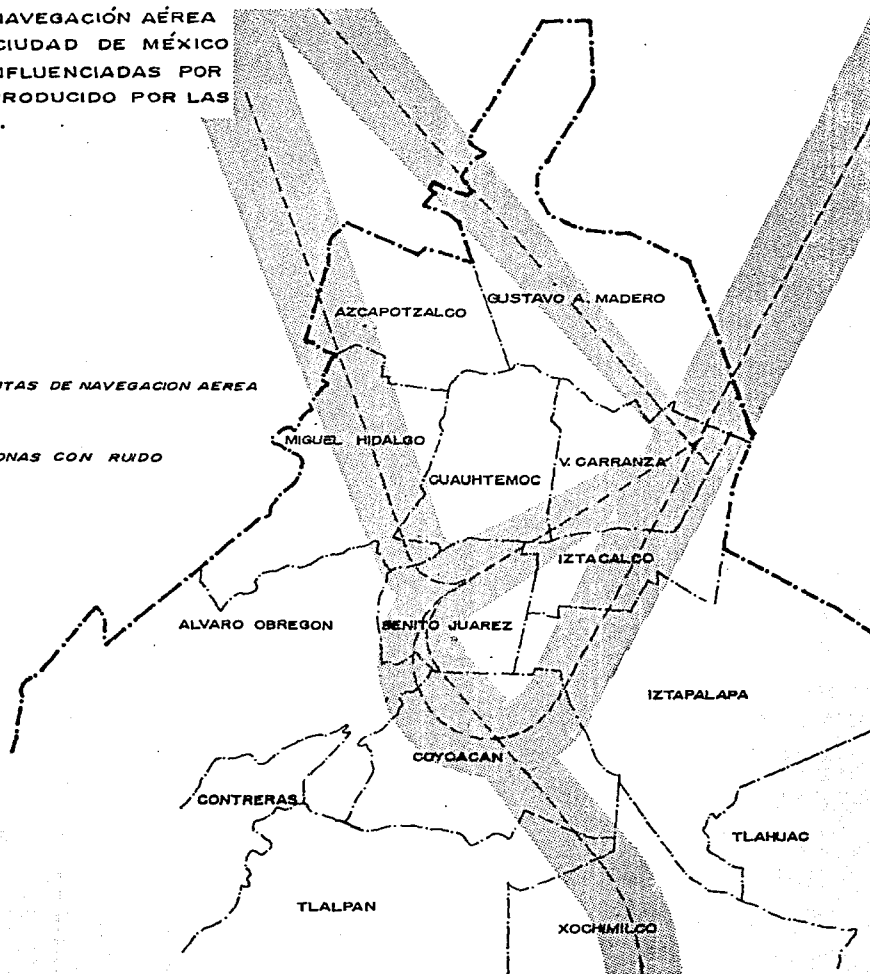 NAVEGACIÓN AÉREA
CIUDAD DE MÉXICO
FLUENCIADAS POR
RODUCIDO POR LAS
TAS DE NAVEGACION AEREA
ONAS CON RUIDO
AZCAPOTZALCO
GUSTAVO A. MADERO
MIGUEL HIDALGO
CUAUHTEMOC
V. CARRANZA
IZTACALCO
ALVARO OBREGON
BENITO JUAREZ
IZTAPALAPA
COYOACAN
CONTRERAS
TLAHUAC
TLALPAN
XOCHIMILCO